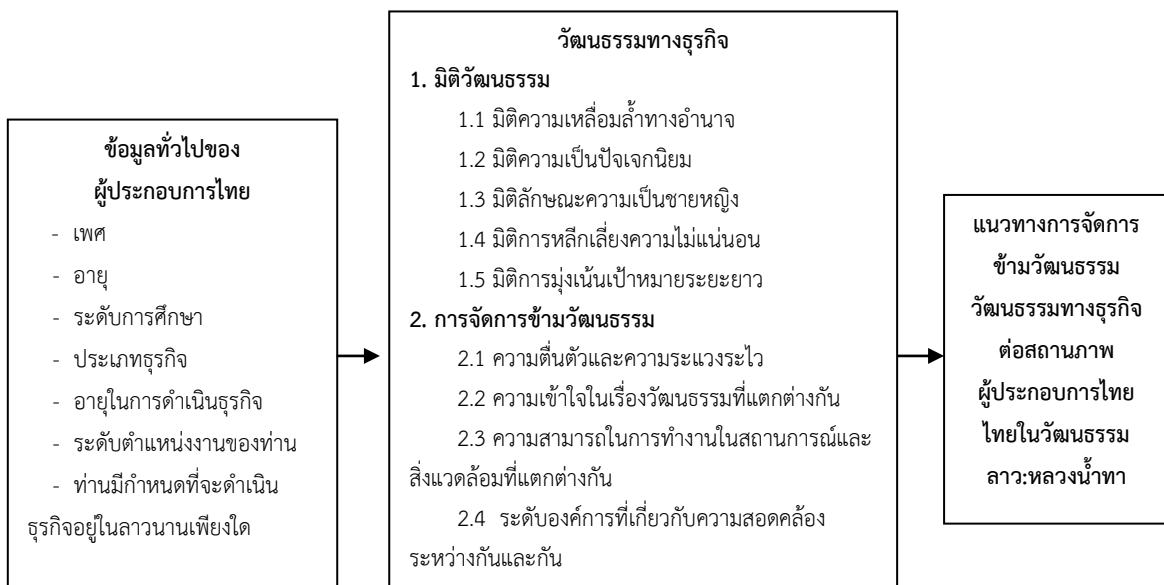 ข้อมูลทั่วไปของ
ผู้ประกอบการไทย
- เพศ
- อายุ
- ระดับการศึกษา
- ประเภทธุรกิจ
- อายุในการดำเนินธุรกิจ
- ระดับตำแหน่งงานของท่าน
- ท่านมีกำหนดที่จะดำเนิน
ธุรกิจอยู่ในลาวนานเพียงใด
วัฒนธรรมทางธุรกิจ
1. มิติวัฒนธรรม
1.1 มิติความเหลื่อมล้ำทางอำนาจ
1.2 มิติความเป็นปัจเจกนิยม
1.3 มิติลักษณะความเป็นชายหญิง
1.4 มิติการหลีกเลี่ยงความไม่แน่นอน
1.5 มิติการมุ่งเน้นเป้าหมายระยะยาว
2. การจัดการข้ามวัฒนธรรม
2.1 ความตื่นตัวและความระแวงระไว
2.2 ความเข้าใจในเรื่องวัฒนธรรมที่แตกต่างกัน
2.3 ความสามารถในการทำงานในสถานการณ์และ
สิ่งแวดล้อมที่แตกต่างกัน
2.4 ระดับองค์การที่เกี่ยวกับความสอดคล้อง
ระหว่างกันและกัน
แนวทางการจัดการ
ข้ามวัฒนธรรม
วัฒนธรรมทางธุรกิจ
ต่อสถานภาพ
ผู้ประกอบการไทย
ไทยในวัฒนธรรม
ลาว:หลวงน้ำทา